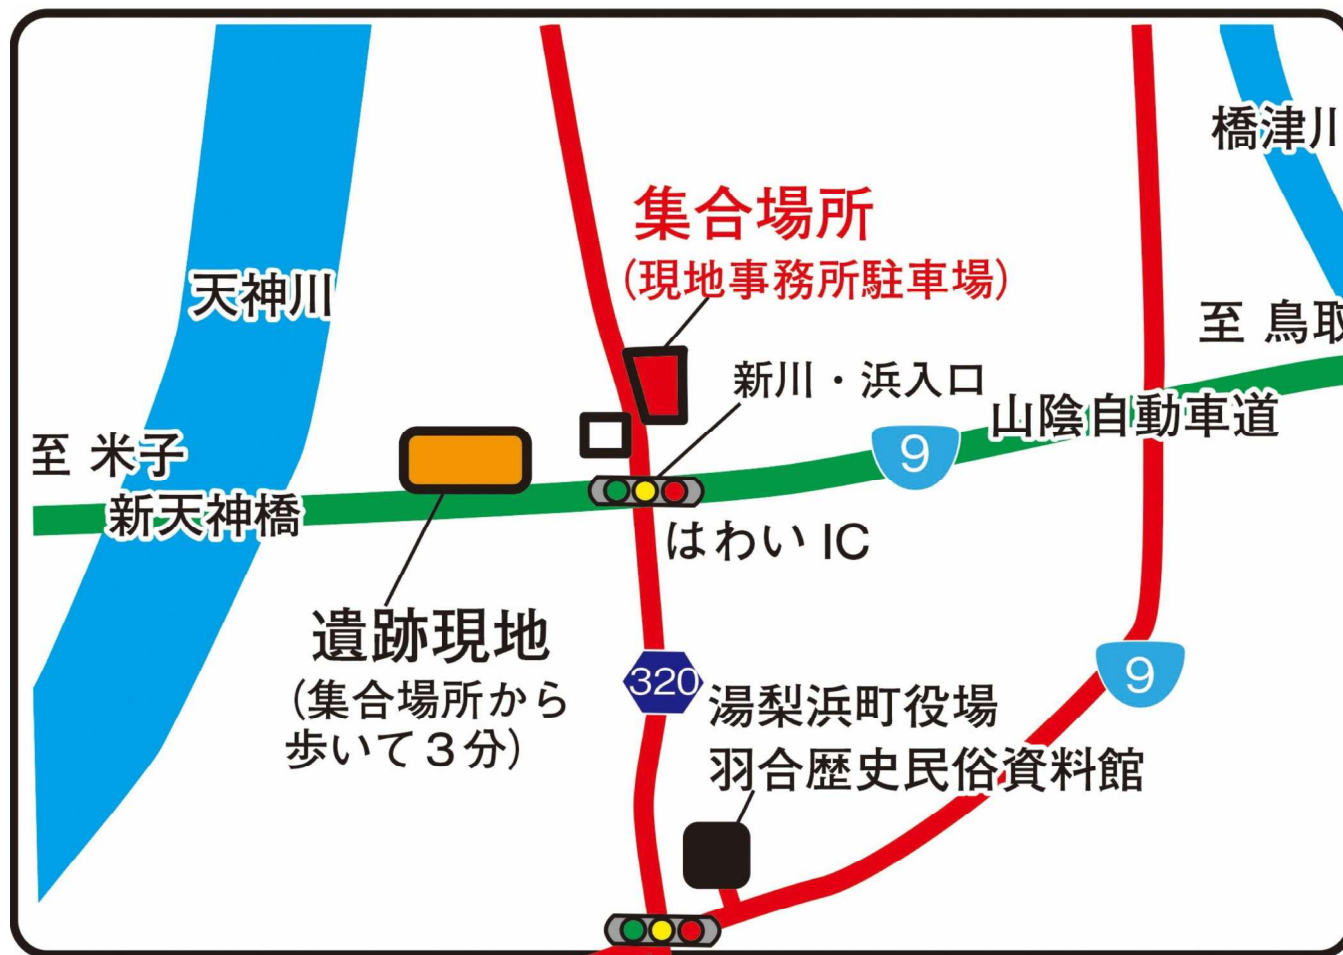 橋津川
集合場所
(現地事務所駐車場)
天神川
至 鳥取
新川・浜入口
山陰自動車道
9
至 米子
新天神橋
はわい IC
遺跡現地
(集合場所から
歩いて3分)
320
9
湯梨浜町役場
羽合歴史民俗資料館